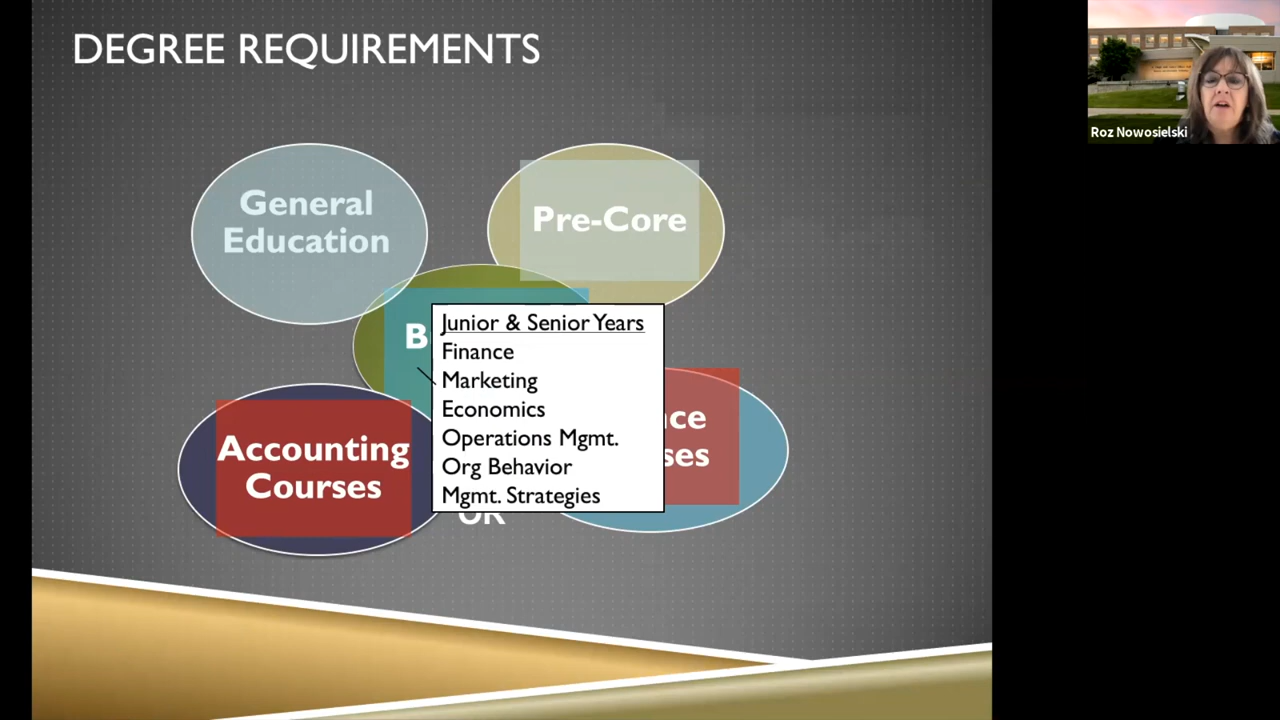 DEGREE REQUIREMENTS
Roz Nowosielski
General
Education
Pre-Core
B
Junior & Senior Years
Finance
Marketing
Economics
Operations Mgmt.
Org Behavior
Mgmt. Strategies
Accounting
Courses
nce
ses
OR